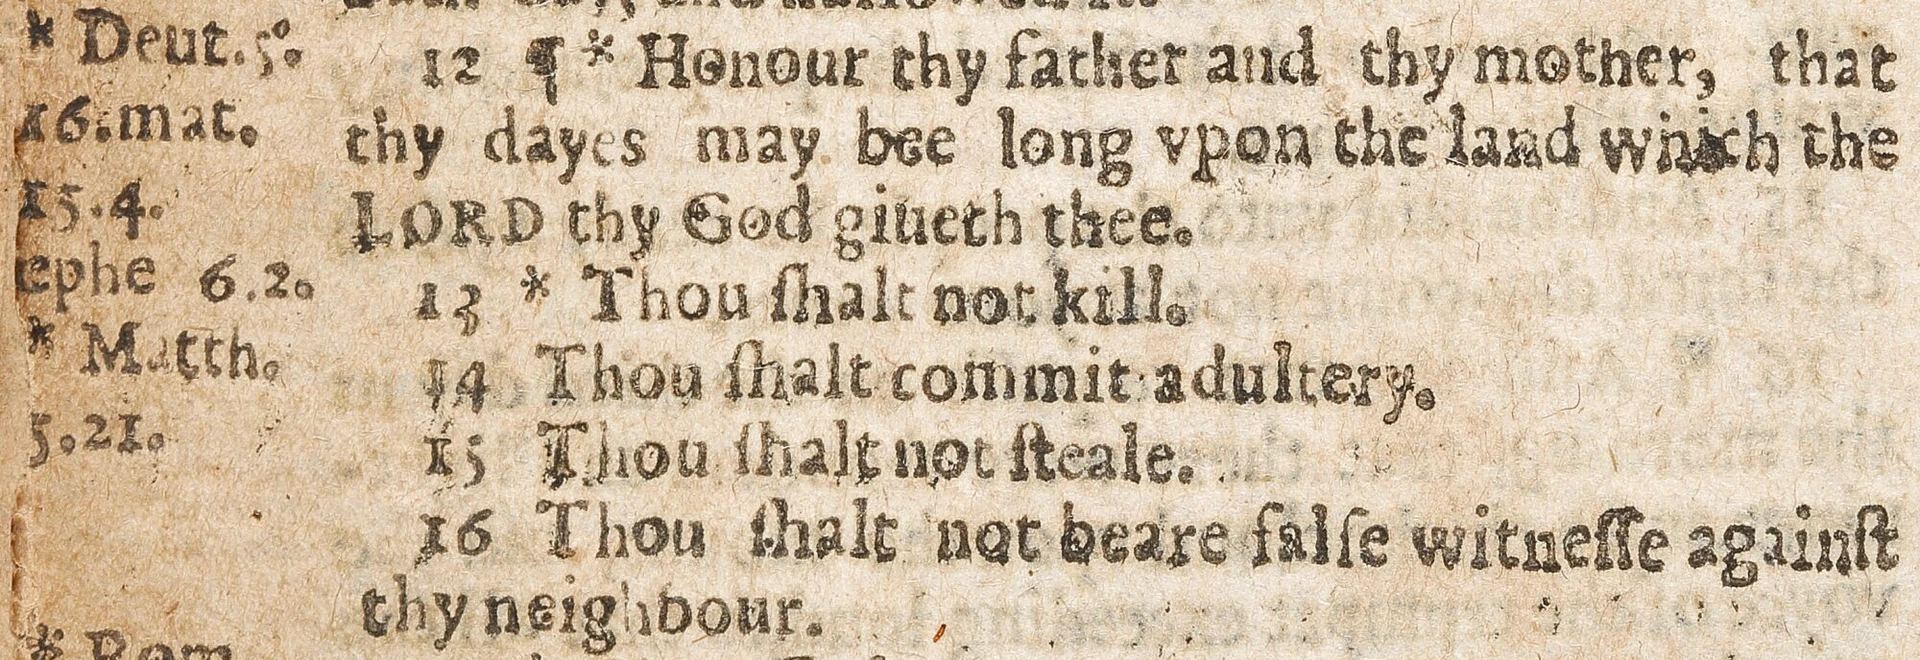 * Deut. 5.
16. mat.
15.4.
ephe 6.2.
* Matth.
5.21.
* Rom
12 ¶ * Honour thy father and thy mother, that
thy dayes may bee long vpon the land which the
LORD thy God giueth thee.
13 * Thou ſhalt not kill.
14 Thou ſhalt commit adultery.
15 Thou ſhalt not ſteale.
16 Thou ſhalt not beare falſe witneſſe againſt
thy neighbour.